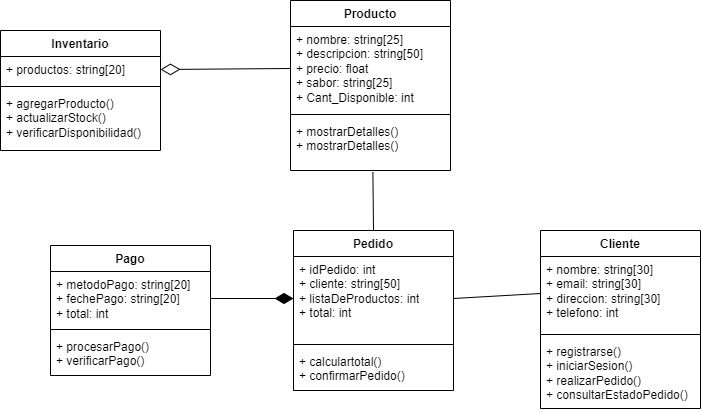 Inventario
+ productos: string[20]
+ agregarProducto()
+ actualizarStock()
+ verificarDisponibilidad()
Producto
+ nombre: string[25]
+ descripcion: string[50]
+ precio: float
+ sabor: string[25]
+ Cant_Disponible: int
+ mostrarDetalles()
+ mostrarDetalles()
Pago
+ metodoPago: string[20]
+ fechePago: string[20]
+ total: int
+ procesarPago()
+ verificarPago()
Pedido
+ idPedido: int
+ cliente: string[50]
+ listaDeProductos: int
+ total: int
+ calculartotal()
+ confirmarPedido()
Cliente
+ nombre: string[30]
+ email: string[30]
+ direccion: string[30]
+ telefono: int
+ registrarse()
+ iniciarSesion()
+ realizarPedido()
+ consultarEstadoPedido()